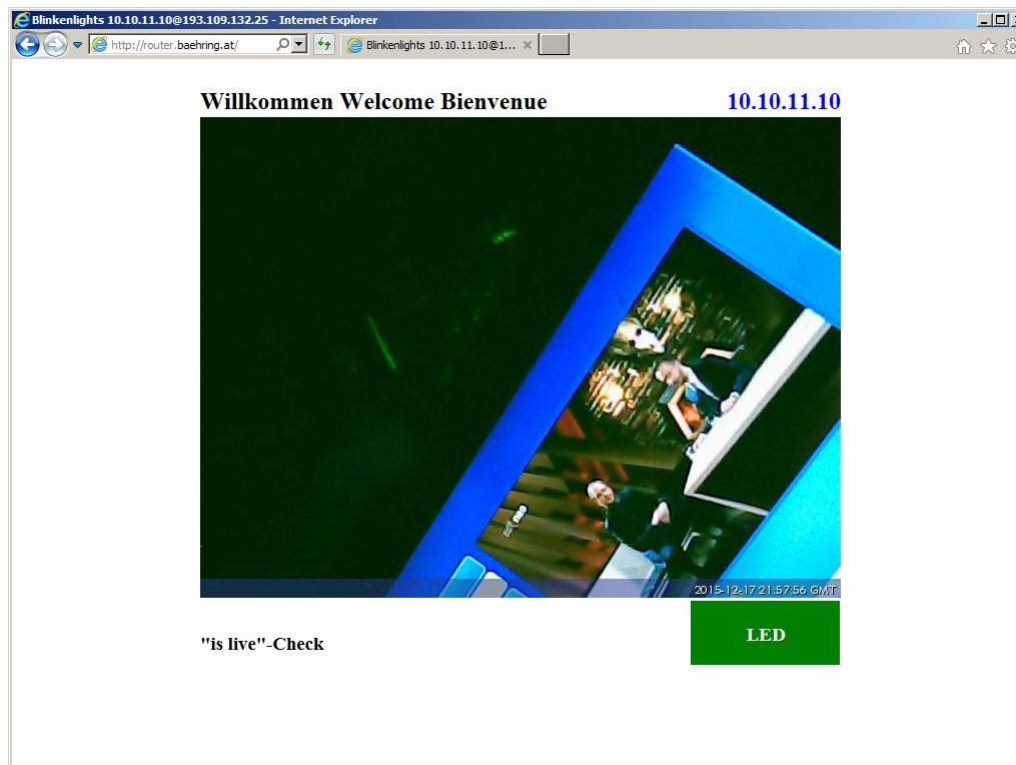 Blinkenlights 10.10.11.10@193.109.132.25 - Internet Explorer
http://router.baehring.at/
Blinkenlights 10.10.11.10@1...
Willkommen Welcome Bienvenue
10.10.11.10
2015-12-17 21:57:56 GMT
"is live"-Check
LED